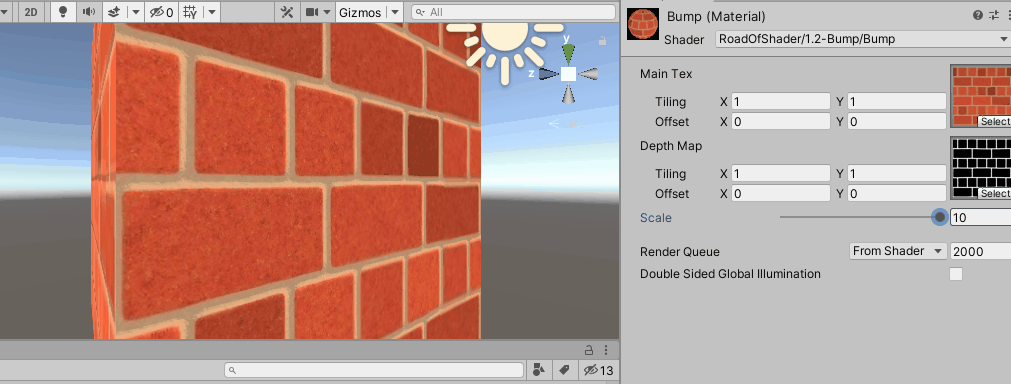 2D 0 Gizmos All
y
z
13
Bump (Material)
Shader RoadOfShader/1.2-Bump/Bump
Main Tex
Tiling X 1 Y 1
Offset X 0 Y 0
Select
Depth Map
Tiling X 1 Y 1
Offset X 0 Y 0
Select
Scale 10
Render Queue From Shader 2000
Double Sided Global Illumination